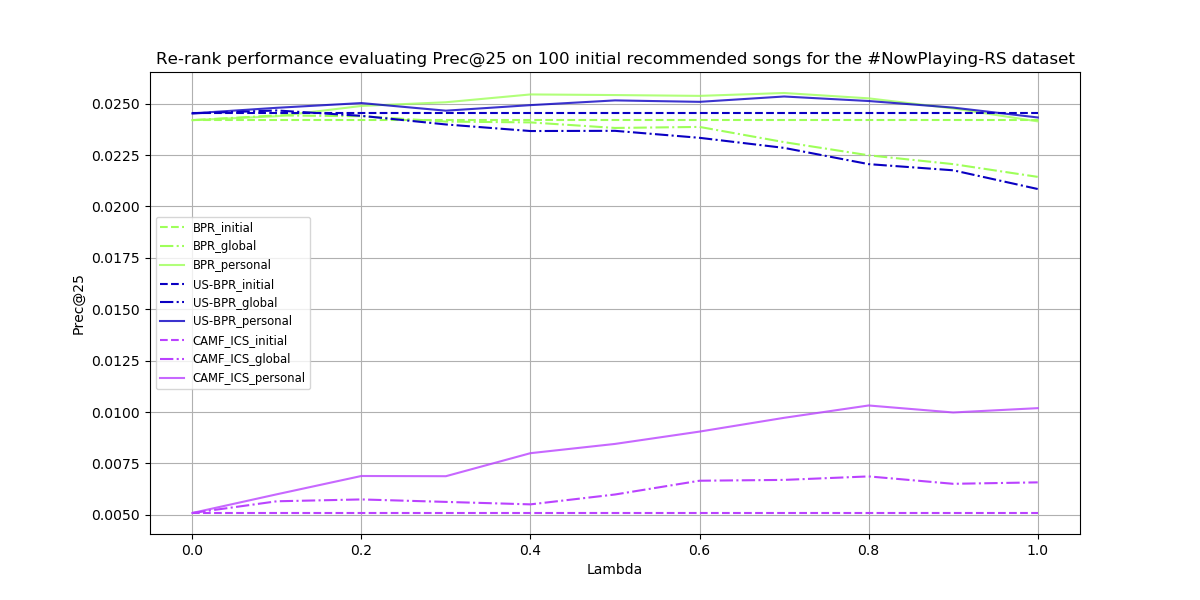 Re-rank performance evaluating Prec@25 on 100 initial recommended songs for the #NowPlaying-RS dataset
Prec@25
0.0250
0.0225
0.0200
0.0175
0.0150
0.0125
0.0100
0.0075
0.0050
BPR_initial
BPR_global
BPR_personal
US-BPR_initial
US-BPR_global
US-BPR_personal
CAMF_ICS_initial
CAMF_ICS_global
CAMF_ICS_personal
0.0 0.2 0.4 0.6 0.8 1.0
Lambda